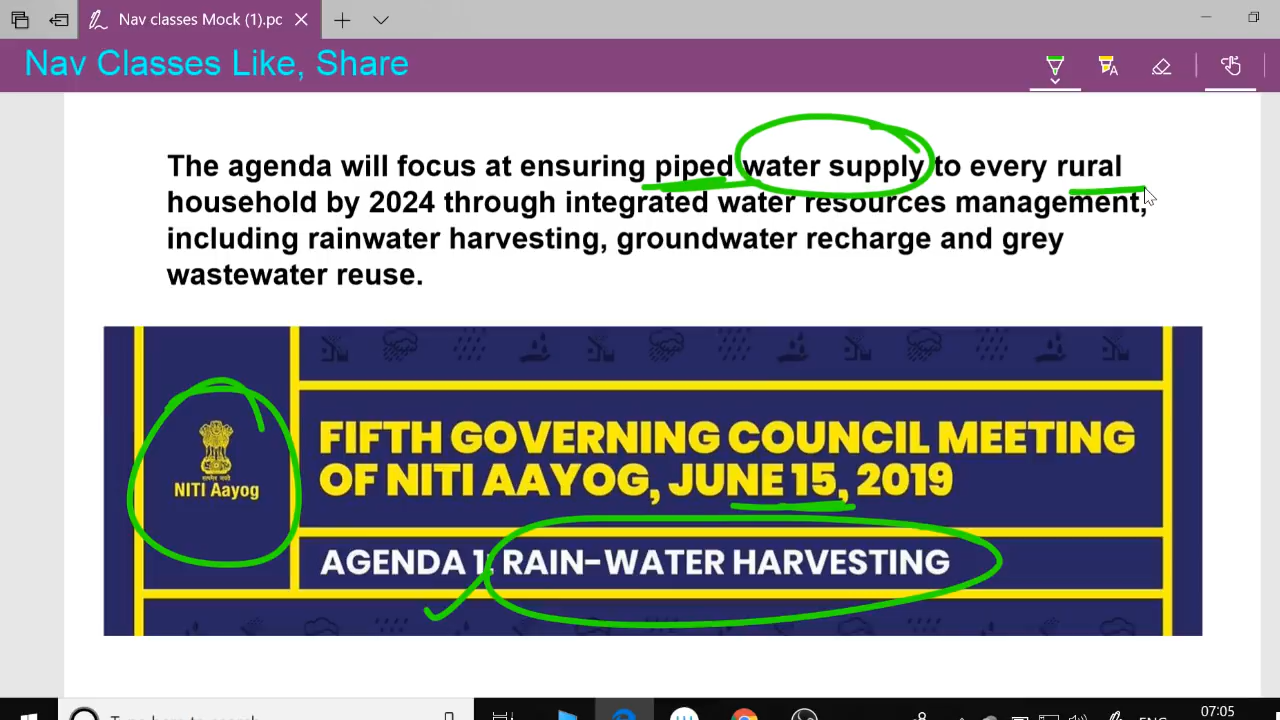 Nav classes Mock (1).pc
Nav Classes Like, Share
The agenda will focus at ensuring piped water supply to every rural
household by 2024 through integrated water resources management,
including rainwater harvesting, groundwater recharge and grey
wastewater reuse.
NITI Aayog
FIFTH GOVERNING COUNCIL MEETING
OF NITI AAYOG, JUNE 15, 2019
AGENDA 1: RAIN-WATER HARVESTING
07:05